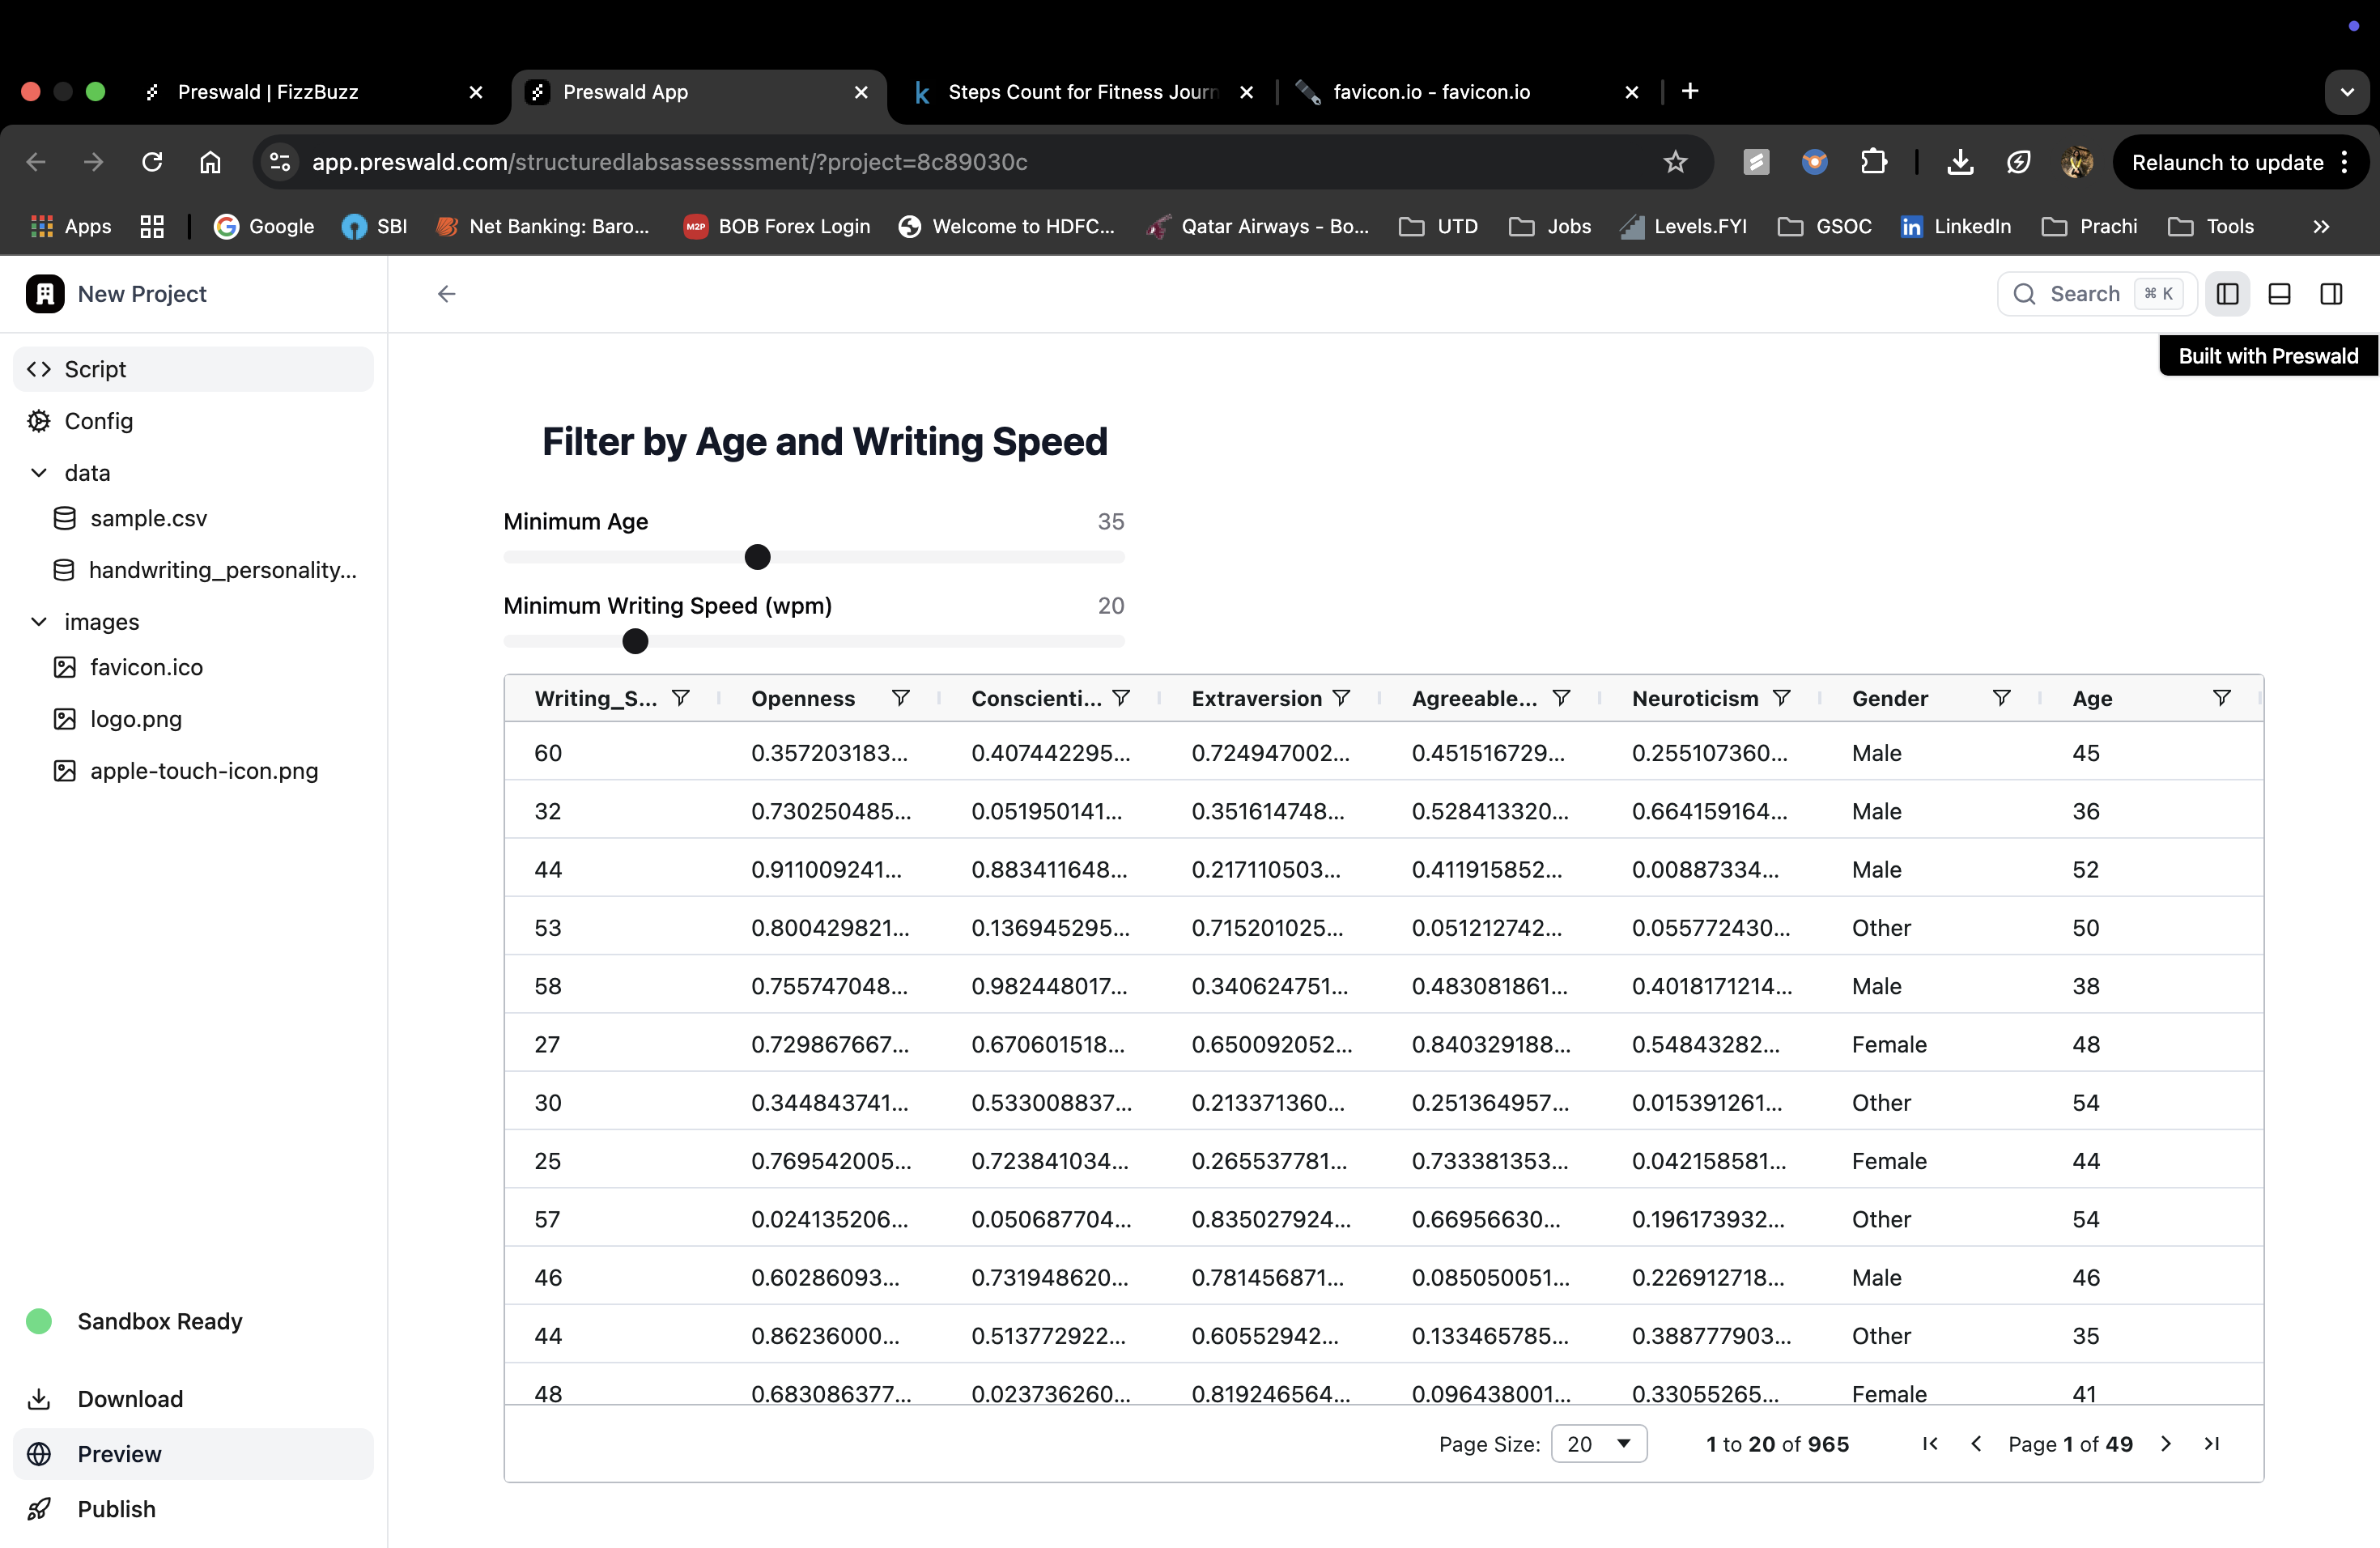 Preswald | FizzBuzz
Preswald App
Steps Count for Fitness Journ
favicon.io - favicon.io
app.preswald.com/structuredlabsassesssment/?project=8c89030c
Relaunch to update
Apps
Google
SBI
Net Banking: Baro...
M2P
BOB Forex Login
Welcome to HDFC...
Qatar Airways - Bo...
UTD
Jobs
Levels.FYI
GSOC
LinkedIn
Prachi
Tools
New Project
Search ⌘ K
Built with Preswald
Script
Config
data
sample.csv
handwriting_personality...
images
favicon.ico
logo.png
apple-touch-icon.png
Sandbox Ready
Download
Preview
Publish
Filter by Age and Writing Speed
Minimum Age 35
Minimum Writing Speed (wpm) 20
Writing_S... Openness Conscienti... Extraversion Agreeable... Neuroticism Gender Age
60 0.357203183... 0.407442295... 0.724947002... 0.451516729... 0.255107360... Male 45
32 0.730250485... 0.051950141... 0.351614748... 0.528413320... 0.664159164... Male 36
44 0.911009241... 0.883411648... 0.217110503... 0.411915852... 0.00887334... Male 52
53 0.800429821... 0.136945295... 0.715201025... 0.051212742... 0.055772430... Other 50
58 0.755747048... 0.982448017... 0.340624751... 0.483081861... 0.4018171214... Male 38
27 0.729867667... 0.670601518... 0.650092052... 0.840329188... 0.54843282... Female 48
30 0.344843741... 0.533008837... 0.213371360... 0.251364957... 0.015391261... Other 54
25 0.769542005... 0.723841034... 0.265537781... 0.733381353... 0.042158581... Female 44
57 0.024135206... 0.050687704... 0.835027924... 0.66956630... 0.196173932... Other 54
46 0.60286093... 0.731948620... 0.781456871... 0.085050051... 0.226912718... Male 46
44 0.86236000... 0.513772922... 0.60552942... 0.133465785... 0.388777903... Other 35
48 0.683086377... 0.023736260... 0.819246564... 0.096438001... 0.33055265... Female 41
Page Size: 20 1 to 20 of 965 Page 1 of 49